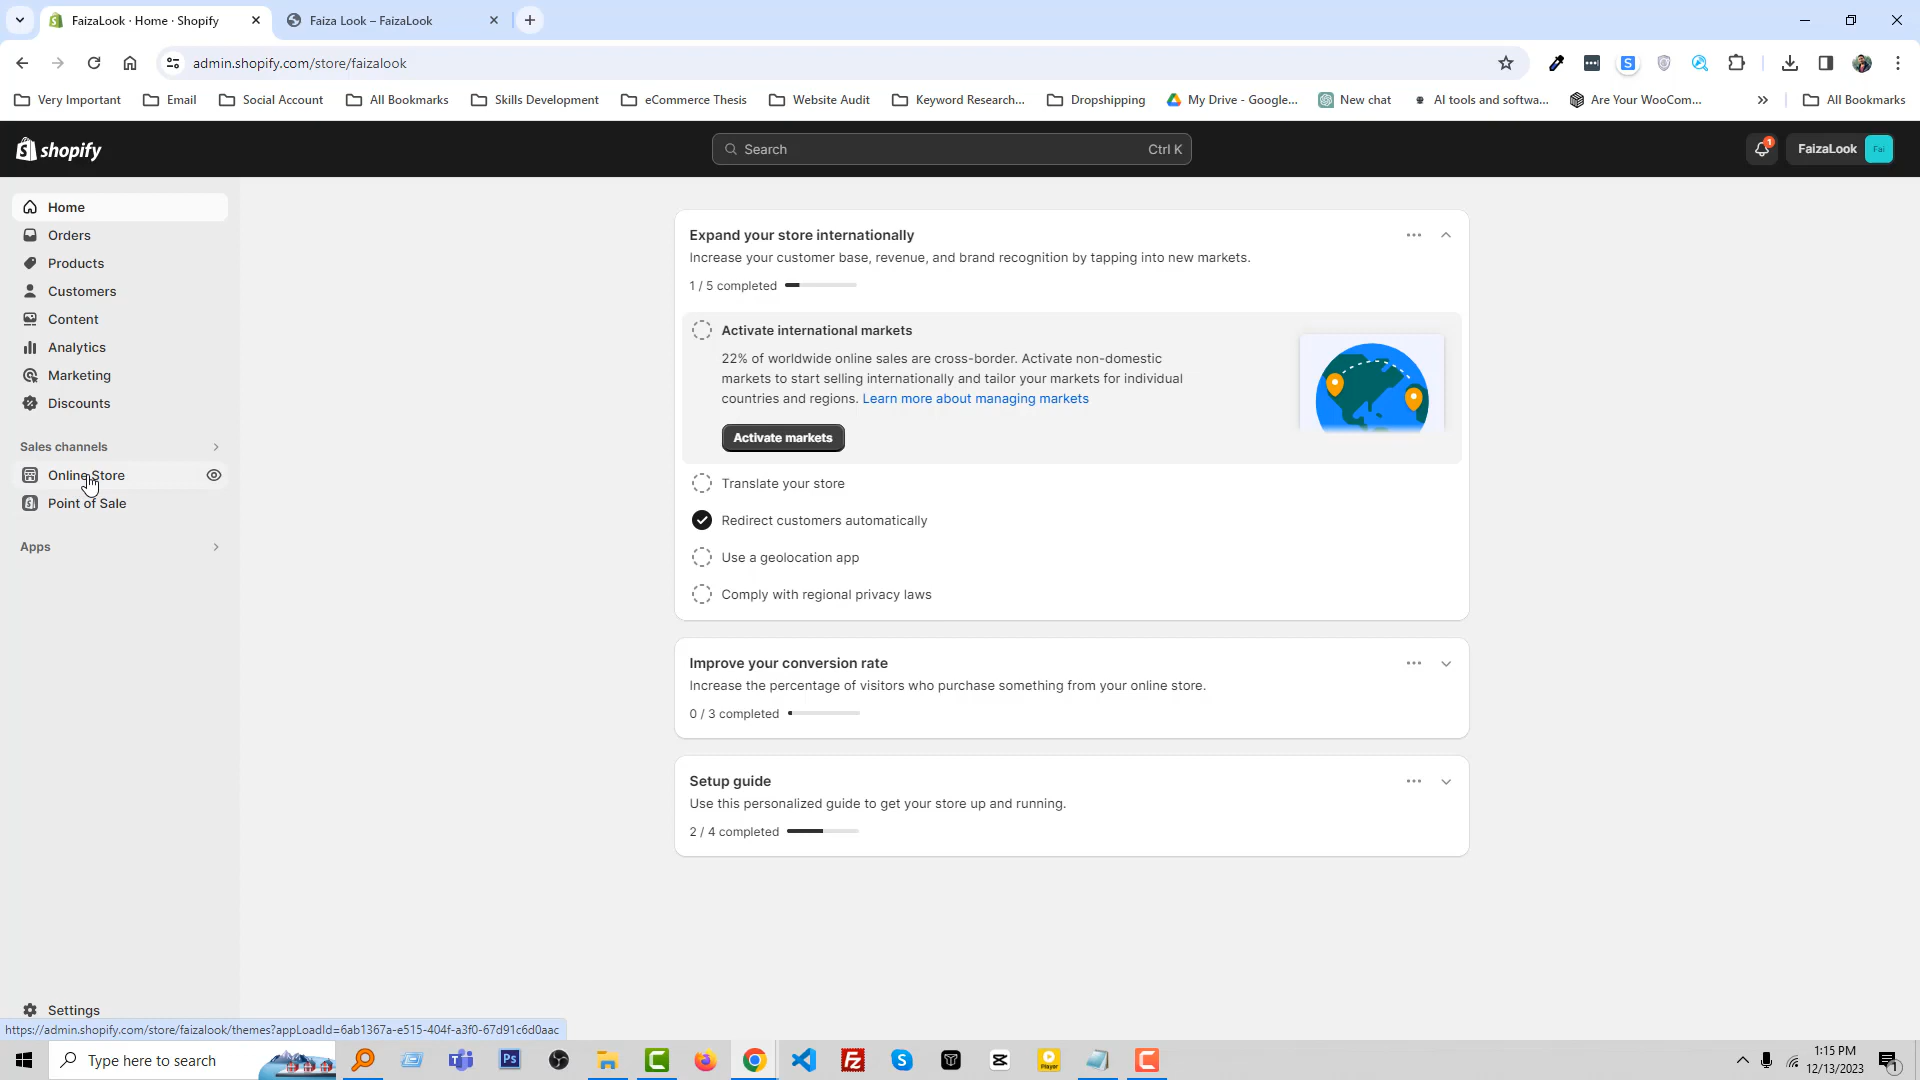 FaizaLook · Home · Shopify
Faiza Look – FaizaLook
admin.shopify.com/store/faizalook
Very Important
Email
Social Account
All Bookmarks
Skills Development
eCommerce Thesis
Website Audit
Keyword Research...
Dropshipping
My Drive - Google...
New chat
AI tools and softwa...
Are Your WooCom...
All Bookmarks
shopify
Search
Ctrl K
1
FaizaLook
Fai
Home
Orders
Products
Customers
Content
Analytics
Marketing
Discounts
Sales channels
Online Store
Point of Sale
Apps
Settings
Expand your store internationally
Increase your customer base, revenue, and brand recognition by tapping into new markets.
1 / 5 completed
Activate international markets
22% of worldwide online sales are cross-border. Activate non-domestic
markets to start selling internationally and tailor your markets for individual
countries and regions. Learn more about managing markets
Activate markets
Translate your store
Redirect customers automatically
Use a geolocation app
Comply with regional privacy laws
Improve your conversion rate
Increase the percentage of visitors who purchase something from your online store.
0 / 3 completed
Setup guide
Use this personalized guide to get your store up and running.
2 / 4 completed
https://admin.shopify.com/store/faizalook/themes?appLoadId=6ab1367a-e515-404f-a3f0-67d91c6d0aac
Type here to search
Ps
Player
1:15 PM
12/13/2023
1